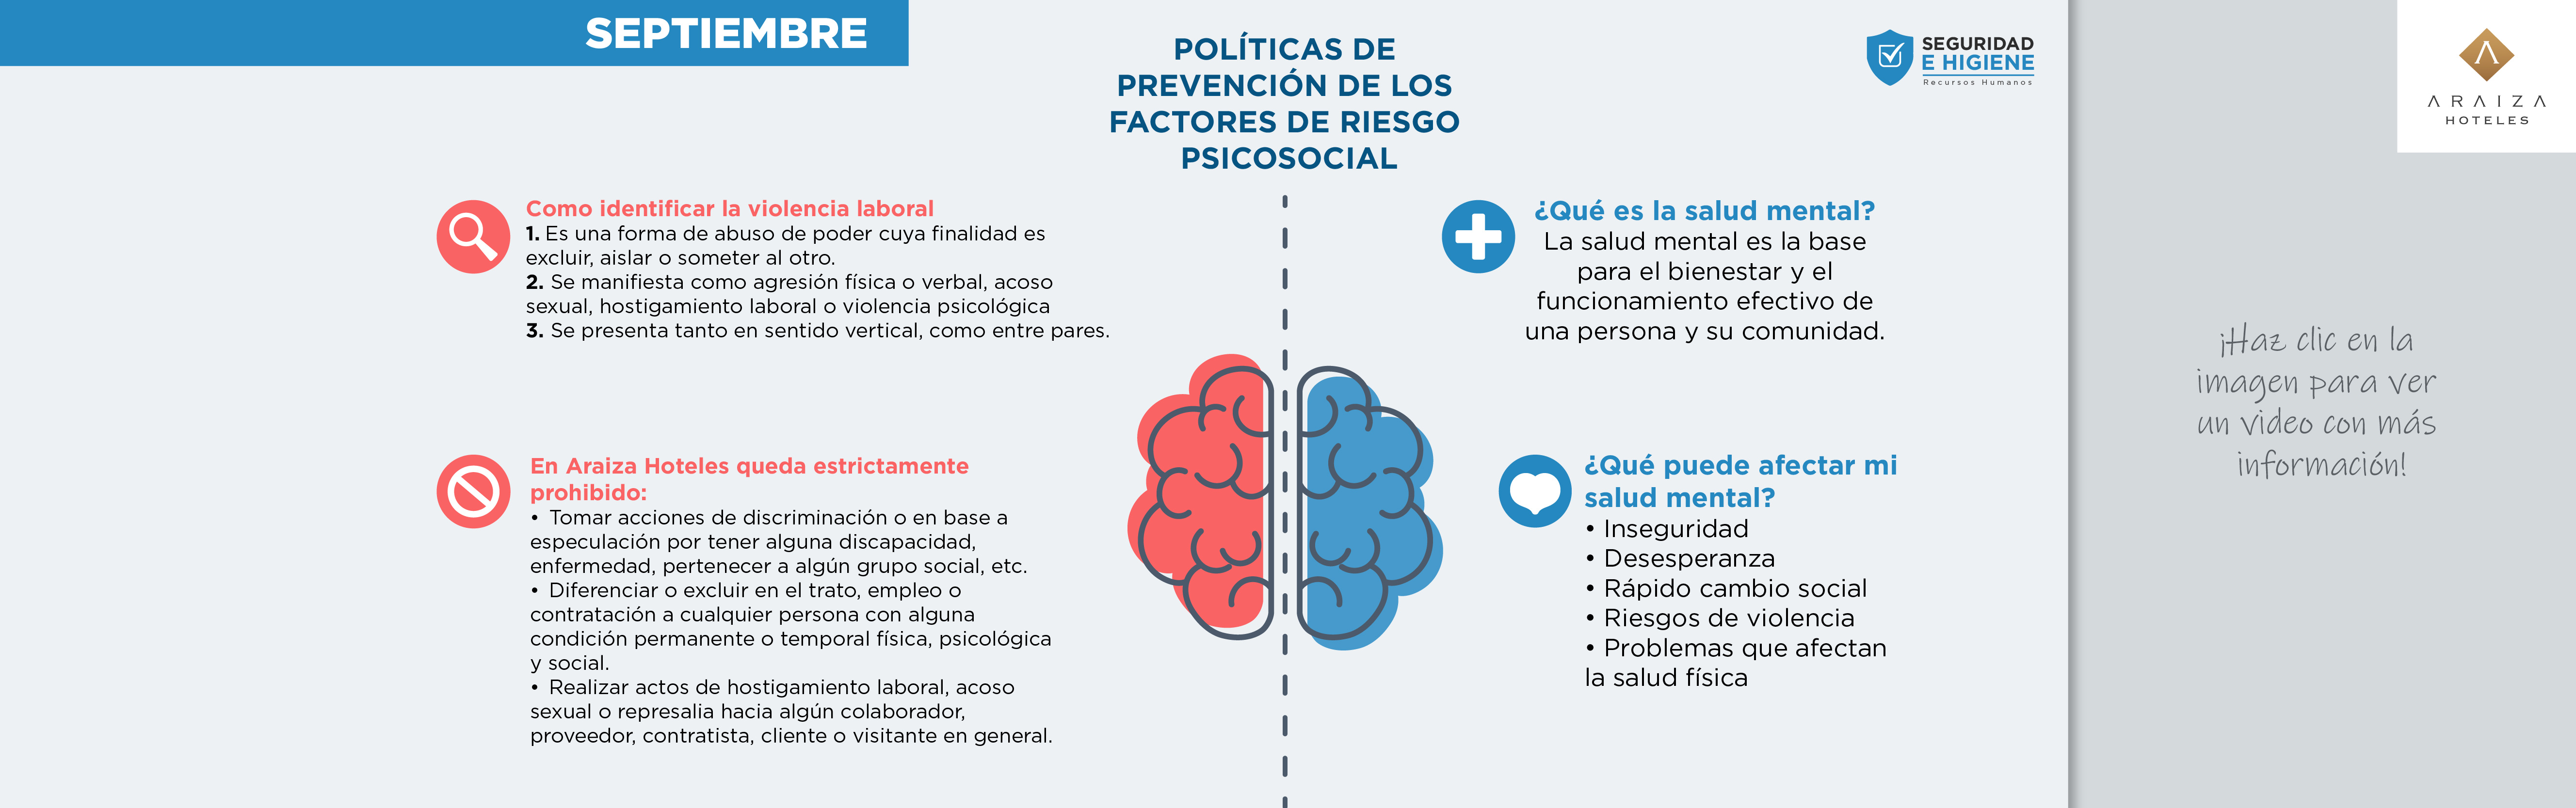 SEPTIEMBRE
POLÍTICAS DE
PREVENCIÓN DE LOS
FACTORES DE RIESGO
PSICOSOCIAL
SEGURIDAD
E HIGIENE
Recursos Humanos
ARAIZA
HOTELES
Como identificar la violencia laboral
1. Es una forma de abuso de poder cuya finalidad es
excluir, aislar o someter al otro.
2. Se manifiesta como agresión física o verbal, acoso
sexual, hostigamiento laboral o violencia psicológica
3. Se presenta tanto en sentido vertical, como entre pares.
En Araiza Hoteles queda estrictamente
prohibido:
• Tomar acciones de discriminación o en base a
especulación por tener alguna discapacidad,
enfermedad, pertenecer a algún grupo social, etc.
• Diferenciar o excluir en el trato, empleo o
contratación a cualquier persona con alguna
condición permanente o temporal física, psicológica
y social.
• Realizar actos de hostigamiento laboral, acoso
sexual o represalia hacia algún colaborador,
proveedor, contratista, cliente o visitante en general.
¿Qué es la salud mental?
La salud mental es la base
para el bienestar y el
funcionamiento efectivo de
una persona y su comunidad.
¿Qué puede afectar mi
salud mental?
• Inseguridad
• Desesperanza
• Rápido cambio social
• Riesgos de violencia
• Problemas que afectan
la salud física
¡Haz clic en la
imagen para ver
un video con más
información!